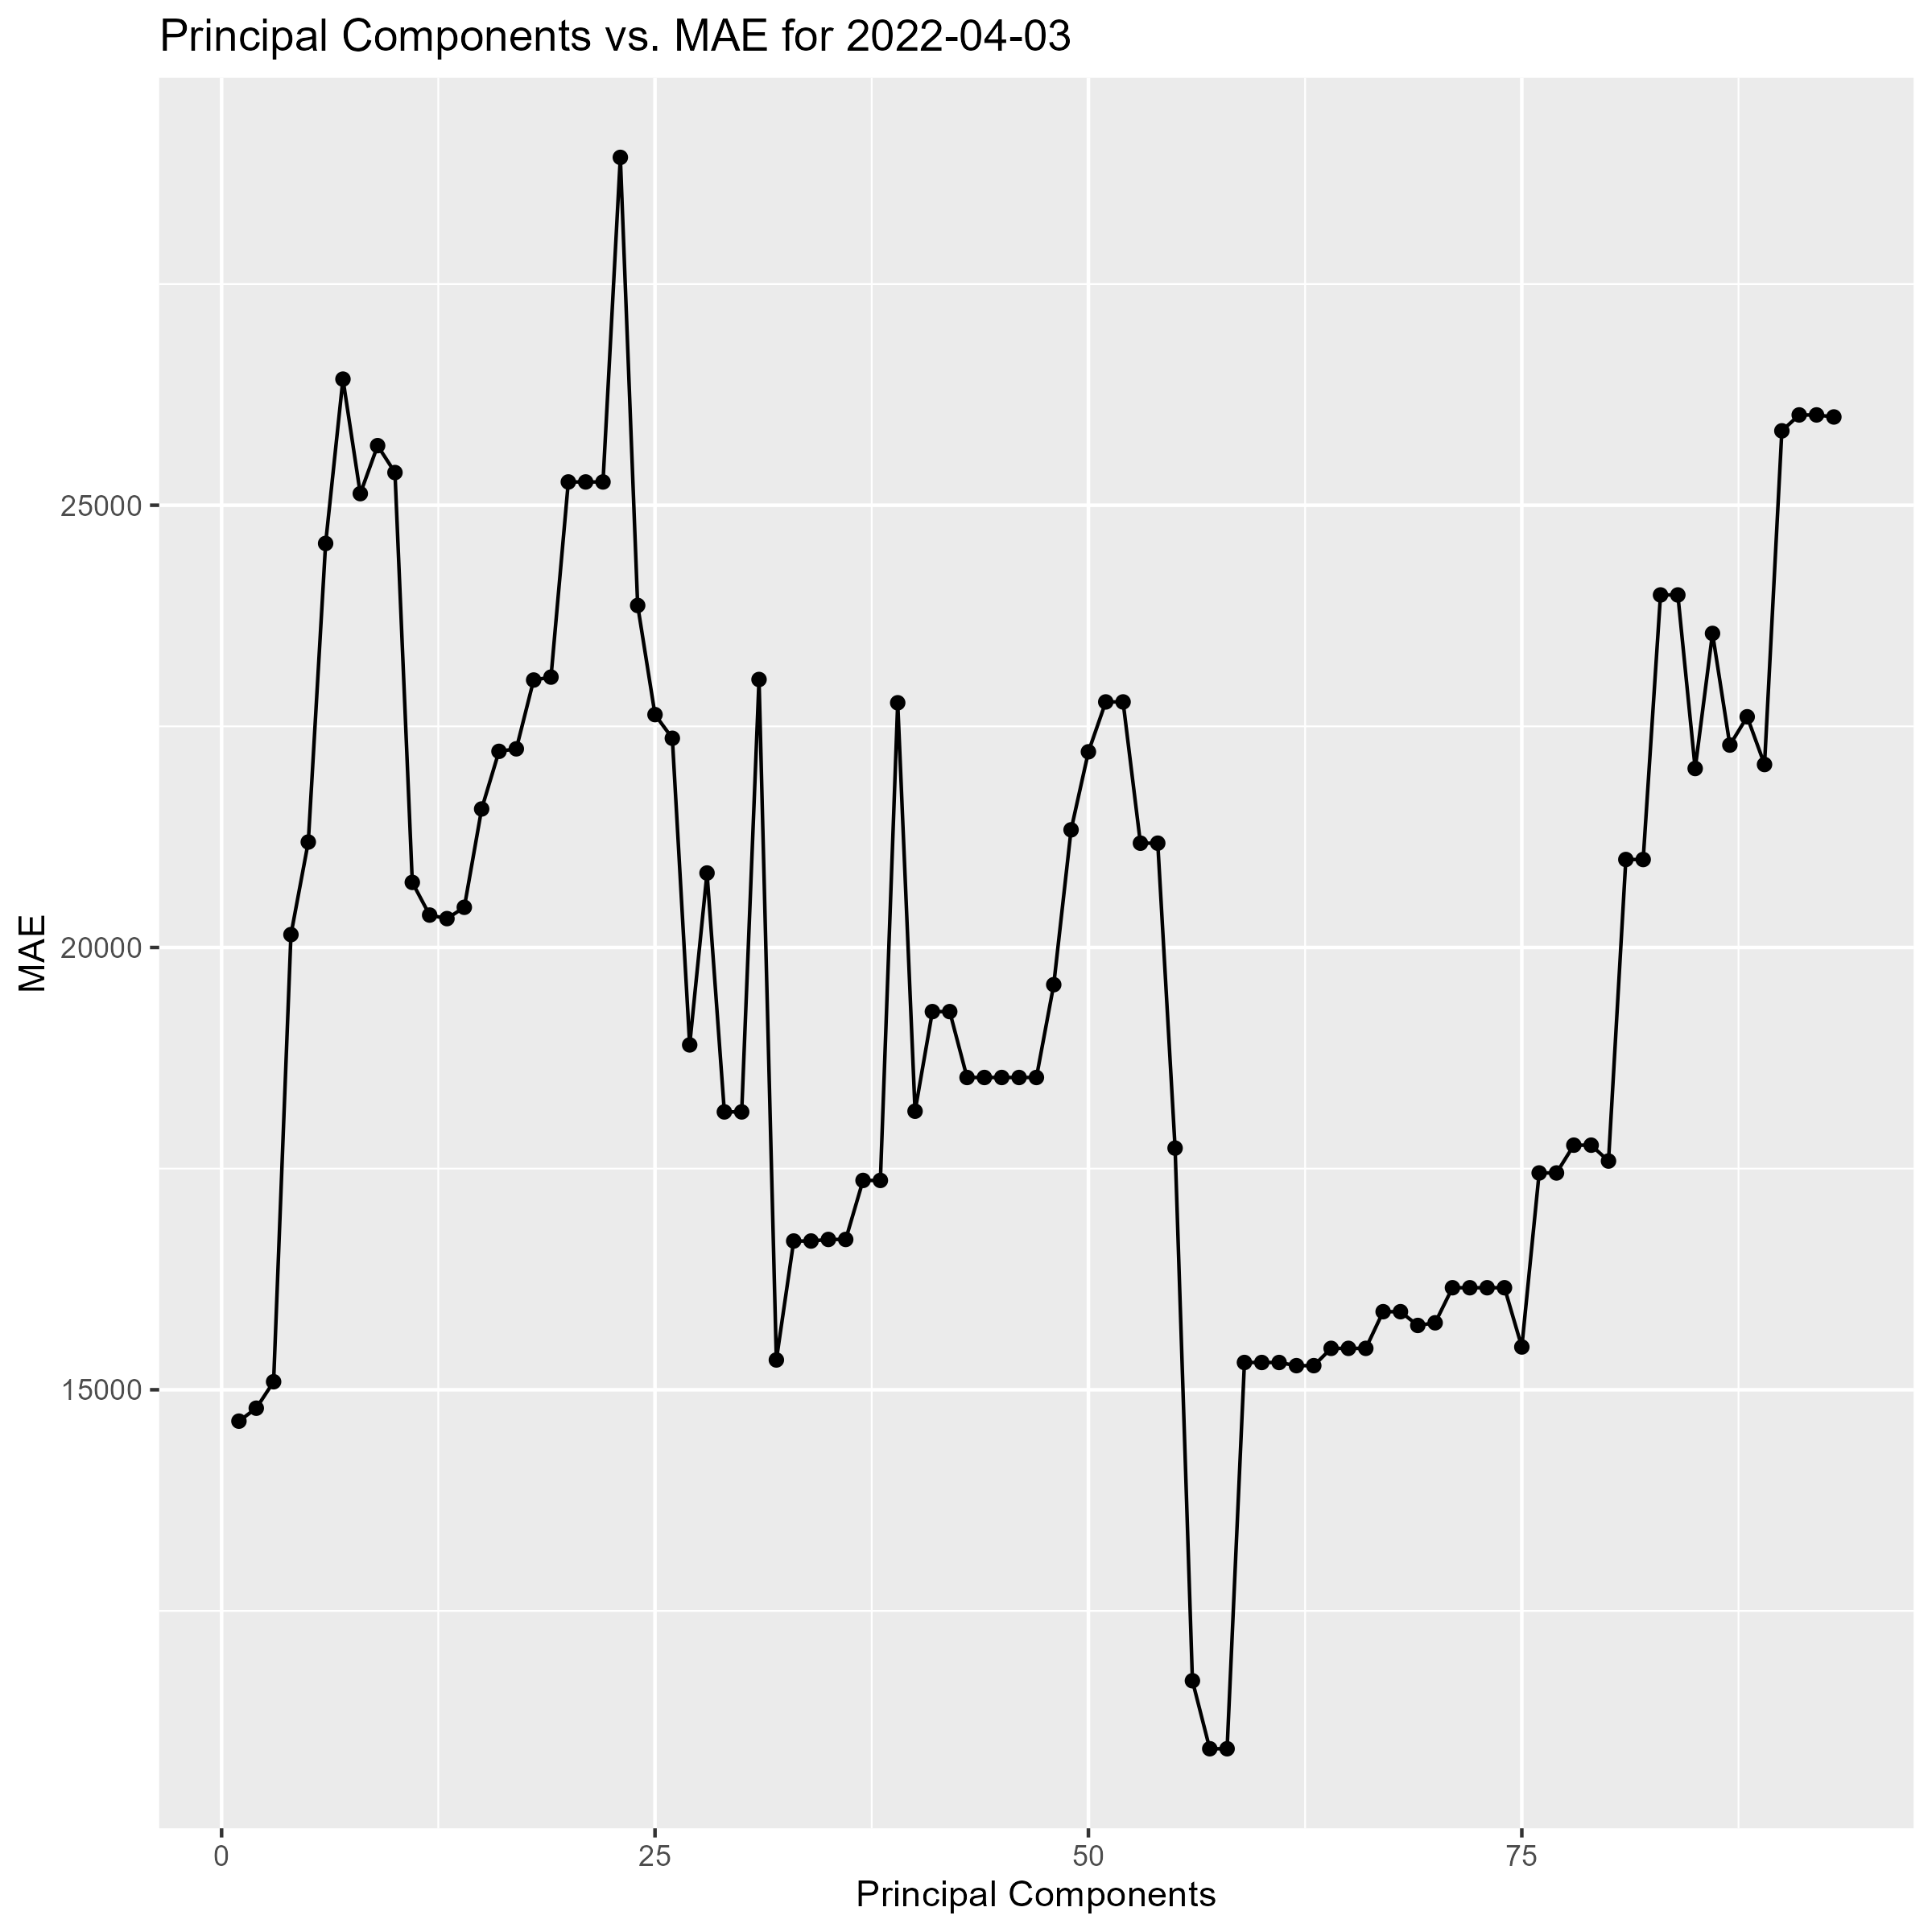 Principal Components vs. MAE for 2022-04-03
MAE
25000
20000
15000
0 25 50 75
Principal Components